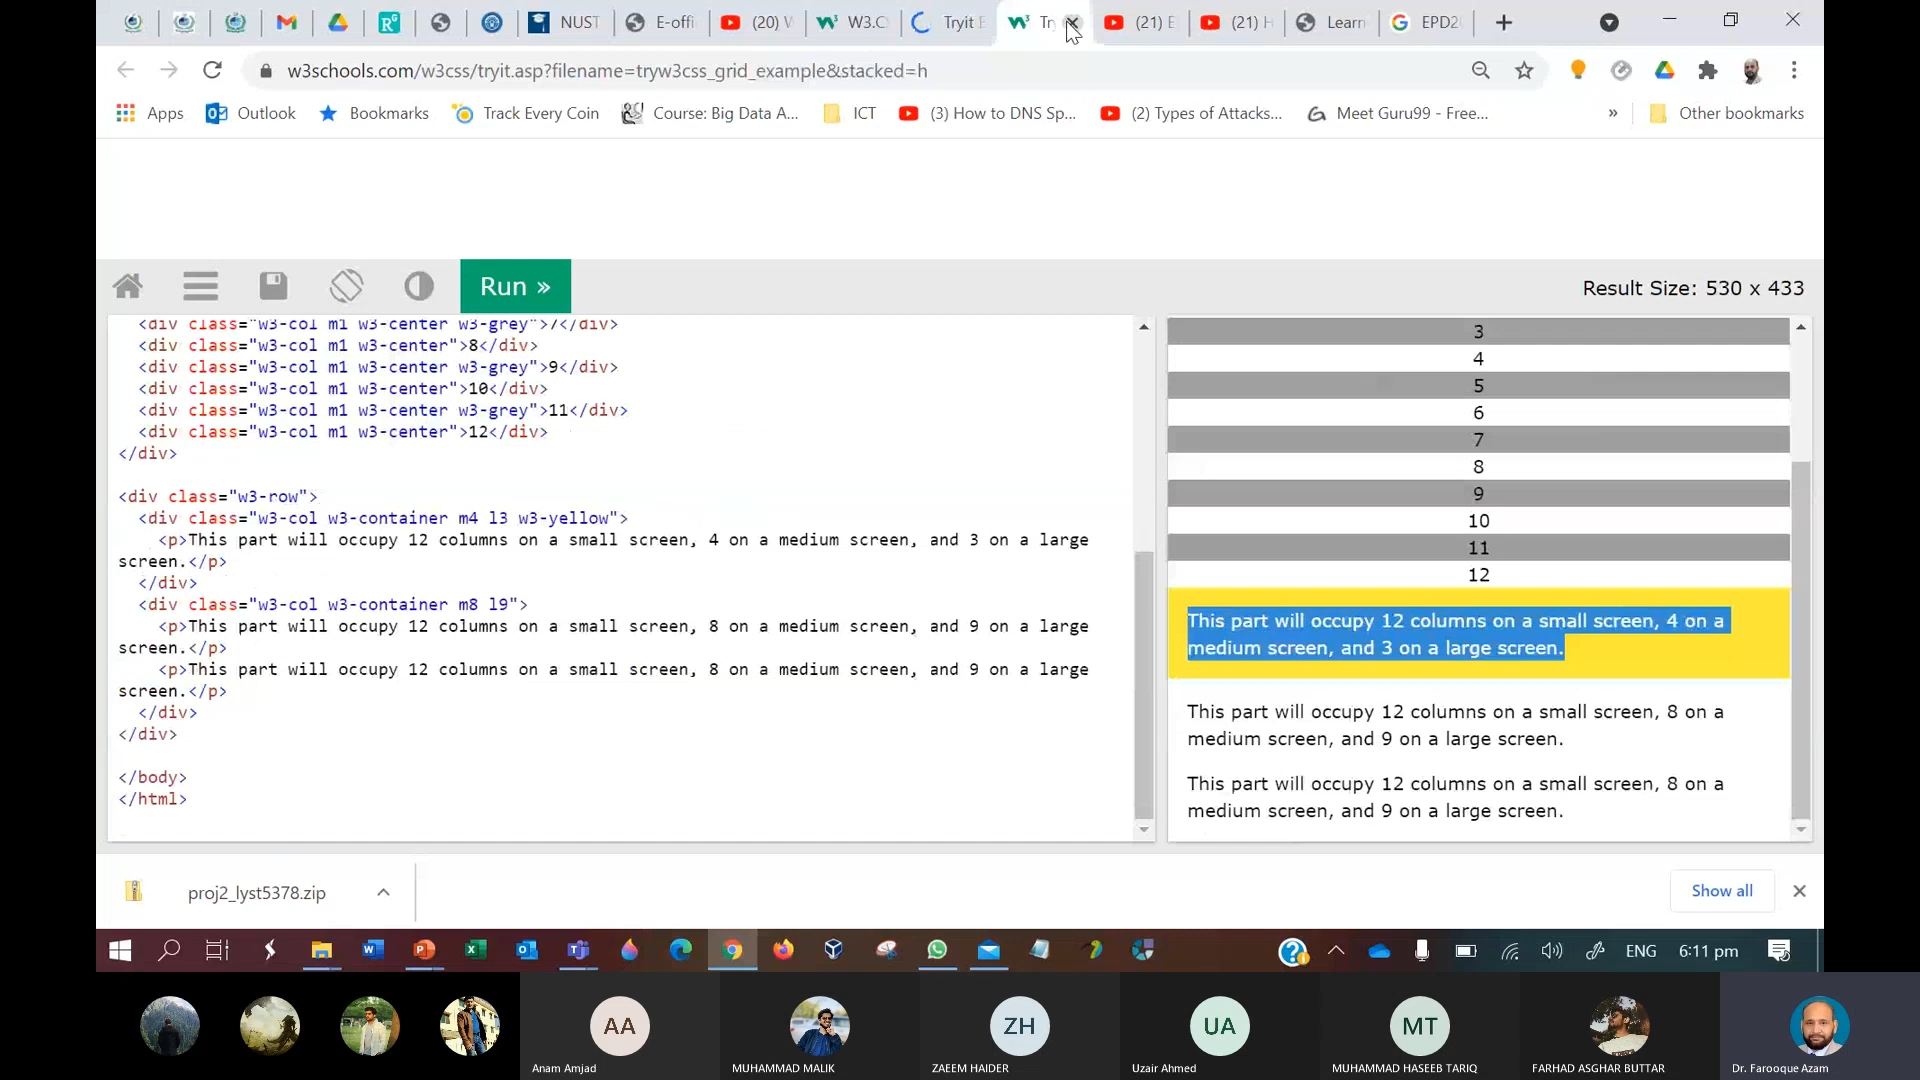 NUST
E-offi
(20) W
W3.C
Tryit E
Try
(21) E
(21) H
Learn
EPD2
w3schools.com/w3css/tryit.asp?filename=tryw3css_grid_example&stacked=h
Apps
Outlook
Bookmarks
Track Every Coin
Course: Big Data A...
ICT
(3) How to DNS Sp...
(2) Types of Attacks...
Meet Guru99 - Free...
»
Other bookmarks
Run »
Result Size: 530 x 433
<div class="w3-col m1 w3-center w3-grey">7</div>
<div class="w3-col m1 w3-center">8</div>
<div class="w3-col m1 w3-center w3-grey">9</div>
<div class="w3-col m1 w3-center">10</div>
<div class="w3-col m1 w3-center w3-grey">11</div>
<div class="w3-col m1 w3-center">12</div>
</div>
<div class="w3-row">
<div class="w3-col w3-container m4 l3 w3-yellow">
<p>This part will occupy 12 columns on a small screen, 4 on a medium screen, and 3 on a large
screen.</p>
</div>
<div class="w3-col w3-container m8 l9">
<p>This part will occupy 12 columns on a small screen, 8 on a medium screen, and 9 on a large
screen.</p>
<p>This part will occupy 12 columns on a small screen, 8 on a medium screen, and 9 on a large
screen.</p>
</div>
</div>
</body>
</html>
3
4
5
6
7
8
9
10
11
12
This part will occupy 12 columns on a small screen, 4 on a
medium screen, and 3 on a large screen.
This part will occupy 12 columns on a small screen, 8 on a
medium screen, and 9 on a large screen.
This part will occupy 12 columns on a small screen, 8 on a
medium screen, and 9 on a large screen.
proj2_lyst5378.zip
Show all
ENG
6:11 pm
AA
ZH
UA
MT
Anam Amjad
MUHAMMAD MALIK
ZAEEM HAIDER
Uzair Ahmed
MUHAMMAD HASEEB TARIQ
FARHAD ASGHAR BUTTAR
Dr. Farooque Azam